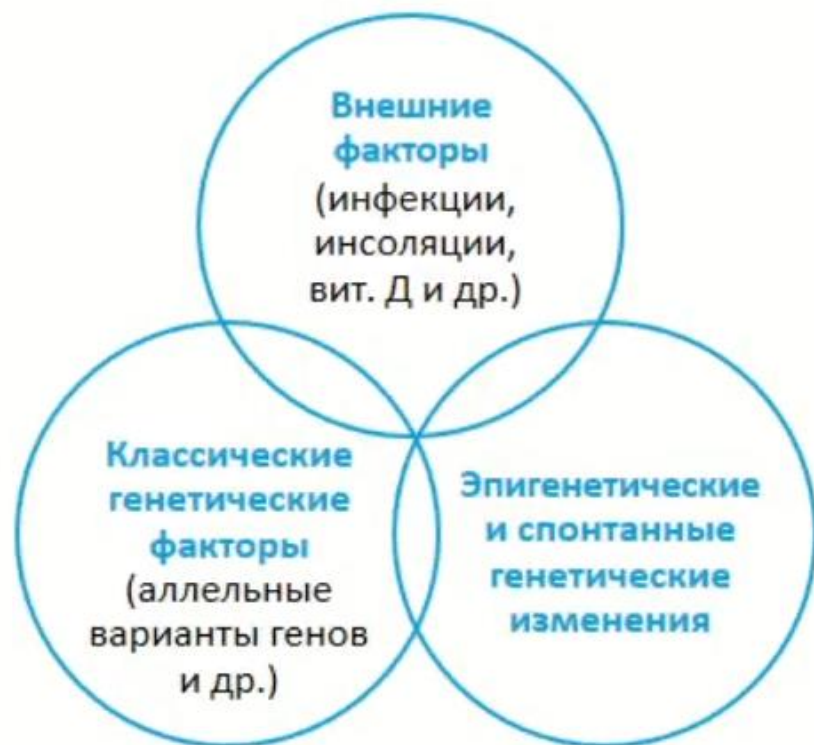 Внешние
факторы
(инфекции,
инсоляции,
вит. Д и др.)
Классические
генетические
факторы
(аллельные
варианты генов
и др.)
Эпигенетические
и спонтанные
генетические
изменения